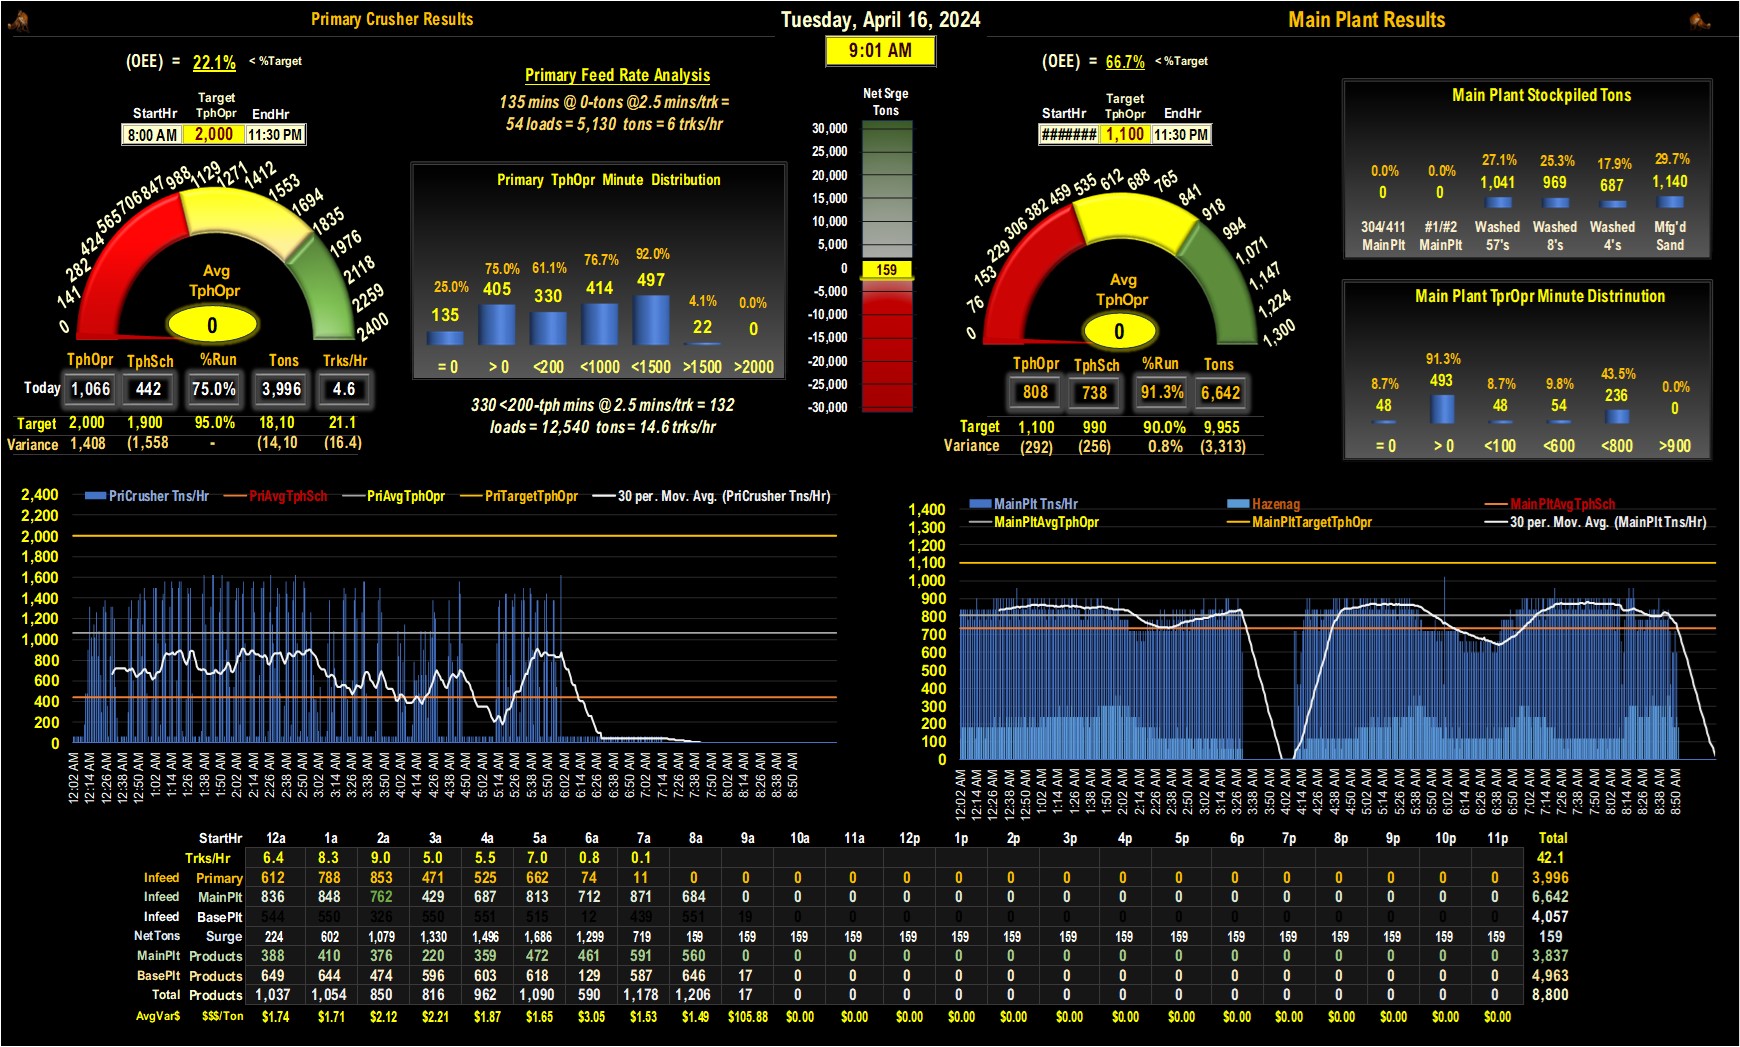 Primary Crusher Results
Tuesday, April 16, 2024
Main Plant Results
9:01 AM
(OEE) = 22.1% < %Target
StartHr Target TphOpr EndHr
8:00 AM 2,000 11:30 PM
0 141 282 424 565 706 847 988 1129 1271 1412 1553 1694 1835 1976 2118 2259 2400
Avg
TphOpr
0
TphOpr TphSch %Run Tons Trks/Hr
Today 1,066 442 75.0% 3,996 4.6
Target 2,000 1,900 95.0% 18,10 21.1
Variance 1,408 (1,558 - (14,10 (16.4)
Primary Feed Rate Analysis
135 mins @ 0-tons @2.5 mins/trk =
54 loads = 5,130 tons = 6 trks/hr
Primary TphOpr Minute Distribution
25.0% 75.0% 61.1% 76.7% 92.0% 4.1% 0.0%
135 405 330 414 497 22 0
= 0 > 0 <200 <1000 <1500 >1500 >2000
330 <200-tph mins @ 2.5 mins/trk = 132
loads = 12,540 tons = 14.6 trks/hr
Net Srge
Tons
30,000
25,000
20,000
15,000
10,000
5,000
0 159
-5,000
-10,000
-15,000
-20,000
-25,000
-30,000
(OEE) = 66.7% < %Target
StartHr Target TphOpr EndHr
####### 1,100 11:30 PM
0 76 153 229 306 382 459 535 612 688 765 841 918 994 1,071 1,147 1,224 1,300
Avg
TphOpr
0
TphOpr TphSch %Run Tons
808 738 91.3% 6,642
Target 1,100 990 90.0% 9,955
Variance (292) (256) 0.8% (3,313)
Main Plant Stockpiled Tons
0.0% 0.0% 27.1% 25.3% 17.9% 29.7%
0 0 1,041 969 687 1,140
304/411 #1/#2 Washed Washed Washed Mfg'd
MainPlt MainPlt 57's 8's 4's Sand
Main Plant TprOpr Minute Distrinution
8.7% 91.3% 8.7% 9.8% 43.5% 0.0%
48 493 48 54 236 0
= 0 > 0 <100 <600 <800 >900
PriCrusher Tns/Hr PriAvgTphSch PriAvgTphOpr PriTargetTphOpr 30 per. Mov. Avg. (PriCrusher Tns/Hr)
2,400
2,200
2,000
1,800
1,600
1,400
1,200
1,000
800
600
400
200
0
12:02 AM 12:14 AM 12:26 AM 12:38 AM 12:50 AM 1:02 AM 1:14 AM 1:26 AM 1:38 AM 1:50 AM 2:02 AM 2:14 AM 2:26 AM 2:38 AM 2:50 AM 3:02 AM 3:14 AM 3:26 AM 3:38 AM 3:50 AM 4:02 AM 4:14 AM 4:26 AM 4:38 AM 4:50 AM 5:02 AM 5:14 AM 5:26 AM 5:38 AM 5:50 AM 6:02 AM 6:14 AM 6:26 AM 6:38 AM 6:50 AM 7:02 AM 7:14 AM 7:26 AM 7:38 AM 7:50 AM 8:02 AM 8:14 AM 8:26 AM 8:38 AM 8:50 AM
MainPlt Tns/Hr Hazenag MainPltAvgTphSch
MainPltAvgTphOpr MainPltTargetTphOpr 30 per. Mov. Avg. (MainPlt Tns/Hr)
1,400
1,300
1,200
1,100
1,000
900
800
700
600
500
400
300
200
100
0
12:02 AM 12:14 AM 12:26 AM 12:38 AM 12:50 AM 1:02 AM 1:14 AM 1:26 AM 1:38 AM 1:50 AM 2:02 AM 2:14 AM 2:26 AM 2:38 AM 2:50 AM 3:02 AM 3:14 AM 3:26 AM 3:38 AM 3:50 AM 4:02 AM 4:14 AM 4:26 AM 4:38 AM 4:50 AM 5:02 AM 5:14 AM 5:26 AM 5:38 AM 5:50 AM 6:02 AM 6:14 AM 6:26 AM 6:38 AM 6:50 AM 7:02 AM 7:14 AM 7:26 AM 7:38 AM 7:50 AM 8:02 AM 8:14 AM 8:26 AM 8:38 AM 8:50 AM
StartHr 12a 1a 2a 3a 4a 5a 6a 7a 8a 9a 10a 11a 12p 1p 2p 3p 4p 5p 6p 7p 8p 9p 10p 11p Total
Trks/Hr 6.4 8.3 9.0 5.0 5.5 7.0 0.8 0.1 42.1
Infeed Primary 612 788 853 471 525 662 74 11 0 0 0 0 0 0 0 0 0 0 0 0 0 0 0 0 3,996
Infeed MainPlt 836 848 762 429 687 813 712 871 684 0 0 0 0 0 0 0 0 0 0 0 0 0 0 0 6,642
Infeed BasePlt 544 550 326 550 551 515 12 439 551 19 0 0 0 0 0 0 0 0 0 0 0 0 0 0 4,057
NetTons Surge 224 602 1,079 1,330 1,496 1,686 1,299 719 159 159 159 159 159 159 159 159 159 159 159 159 159 159 159 159 159
MainPlt Products 388 410 376 220 359 472 461 591 560 0 0 0 0 0 0 0 0 0 0 0 0 0 0 0 3,837
BasePlt Products 649 644 474 596 603 618 129 587 646 17 0 0 0 0 0 0 0 0 0 0 0 0 0 0 4,963
Total Products 1,037 1,054 850 816 962 1,090 590 1,178 1,206 17 0 0 0 0 0 0 0 0 0 0 0 0 0 0 8,800
AvgVar$ $$$/Ton $1.74 $1.71 $2.12 $2.21 $1.87 $1.65 $3.05 $1.53 $1.49 $105.88 $0.00 $0.00 $0.00 $0.00 $0.00 $0.00 $0.00 $0.00 $0.00 $0.00 $0.00 $0.00 $0.00 $0.00